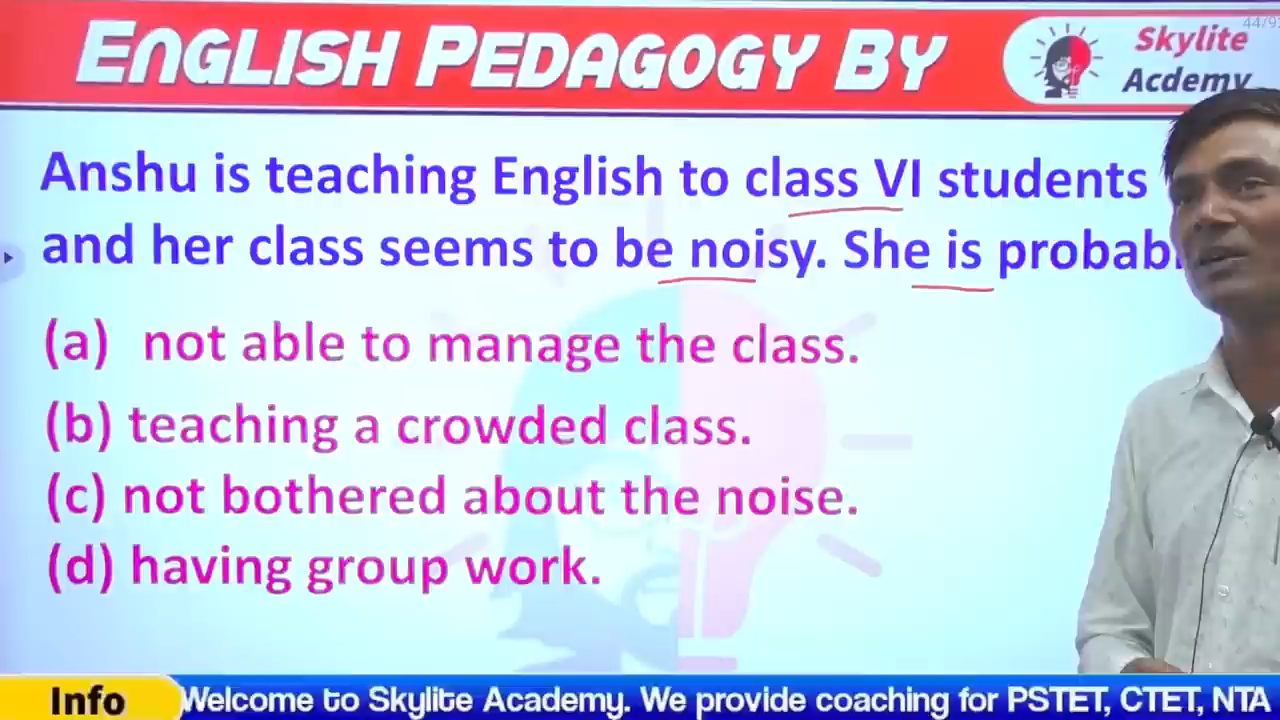 44/93
ENGLISH PEDAGOGY BY
Skylite
Acdemy
Anshu is teaching English to class VI students
and her class seems to be noisy. She is
(a) not able to manage the class.
(b) teaching a crowded class.
(c) not bothered about the noise.
(d) having group work.
Info
Welcome to Skylite Academy. We provide coaching for PSTET, CTET, NTA